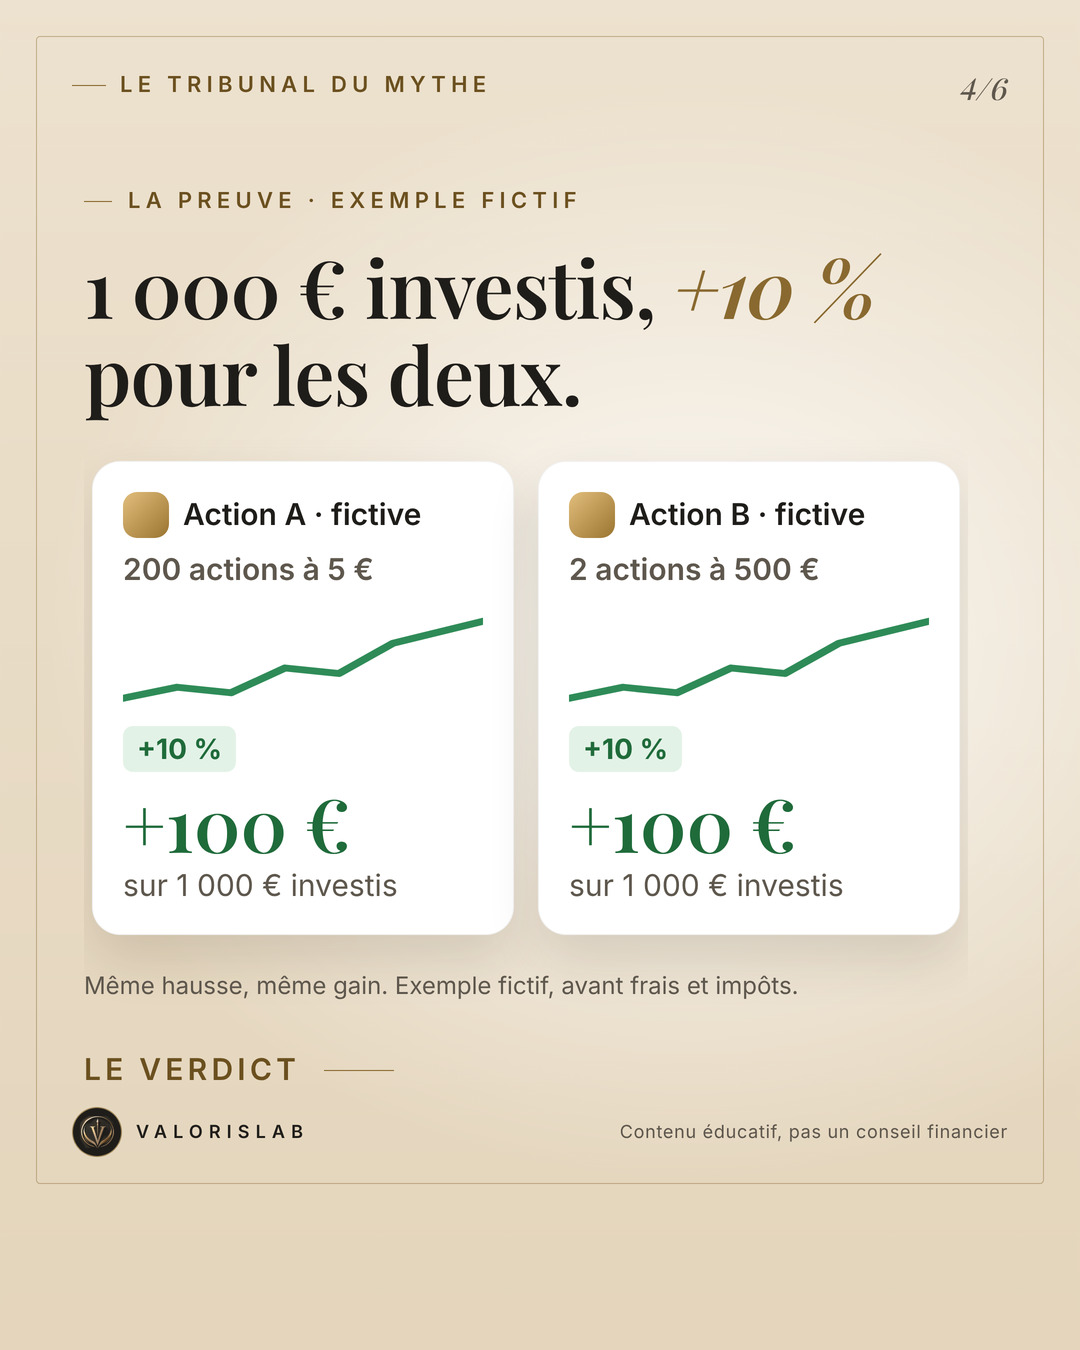 LE TRIBUNAL DU MYTHE
4/6
LA PREUVE · EXEMPLE FICTIF
1 000 € investis, +10 %
pour les deux.
Action A · fictive
200 actions à 5 €
+10 %
+100 €
sur 1 000 € investis
Action B · fictive
2 actions à 500 €
+10 %
+100 €
sur 1 000 € investis
Même hausse, même gain. Exemple fictif, avant frais et impôts.
LE VERDICT
VALORISLAB
Contenu éducatif, pas un conseil financier